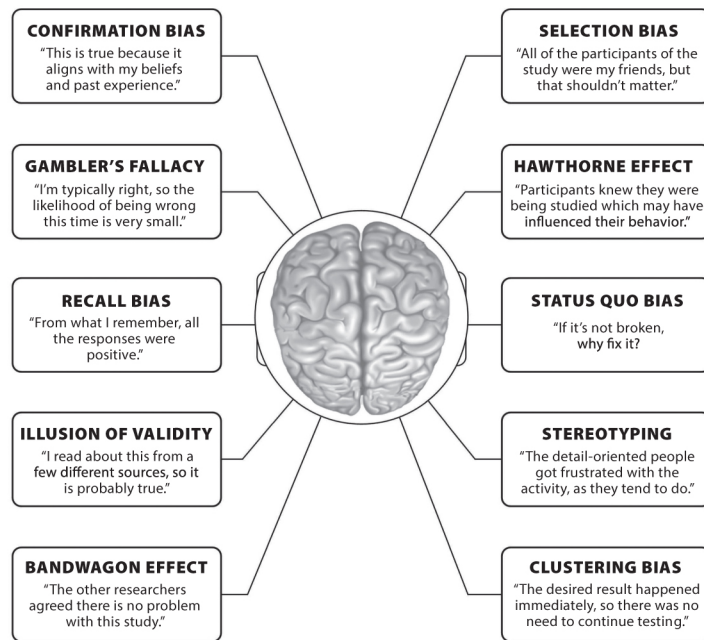 CONFIRMATION BIAS
“This is true because it
aligns with my beliefs
and past experience.”
GAMBLER’S FALLACY
“I’m typically right, so the
likelihood of being wrong
this time is very small.”
RECALL BIAS
“From what I remember, all
the responses were
positive.”
ILLUSION OF VALIDITY
“I read about this from a
few different sources, so it
is probably true.”
BANDWAGON EFFECT
“The other researchers
agreed there is no problem
with this study.”
SELECTION BIAS
“All of the participants of the
study were my friends, but
that shouldn’t matter.”
HAWTHORNE EFFECT
“Participants knew they were
being studied which may have
influenced their behavior.”
STATUS QUO BIAS
“If it’s not broken,
why fix it?
STEREOTYPING
“The detail-oriented people
got frustrated with the
activity, as they tend to do.”
CLUSTERING BIAS
“The desired result happened
immediately, so there was no
need to continue testing.”